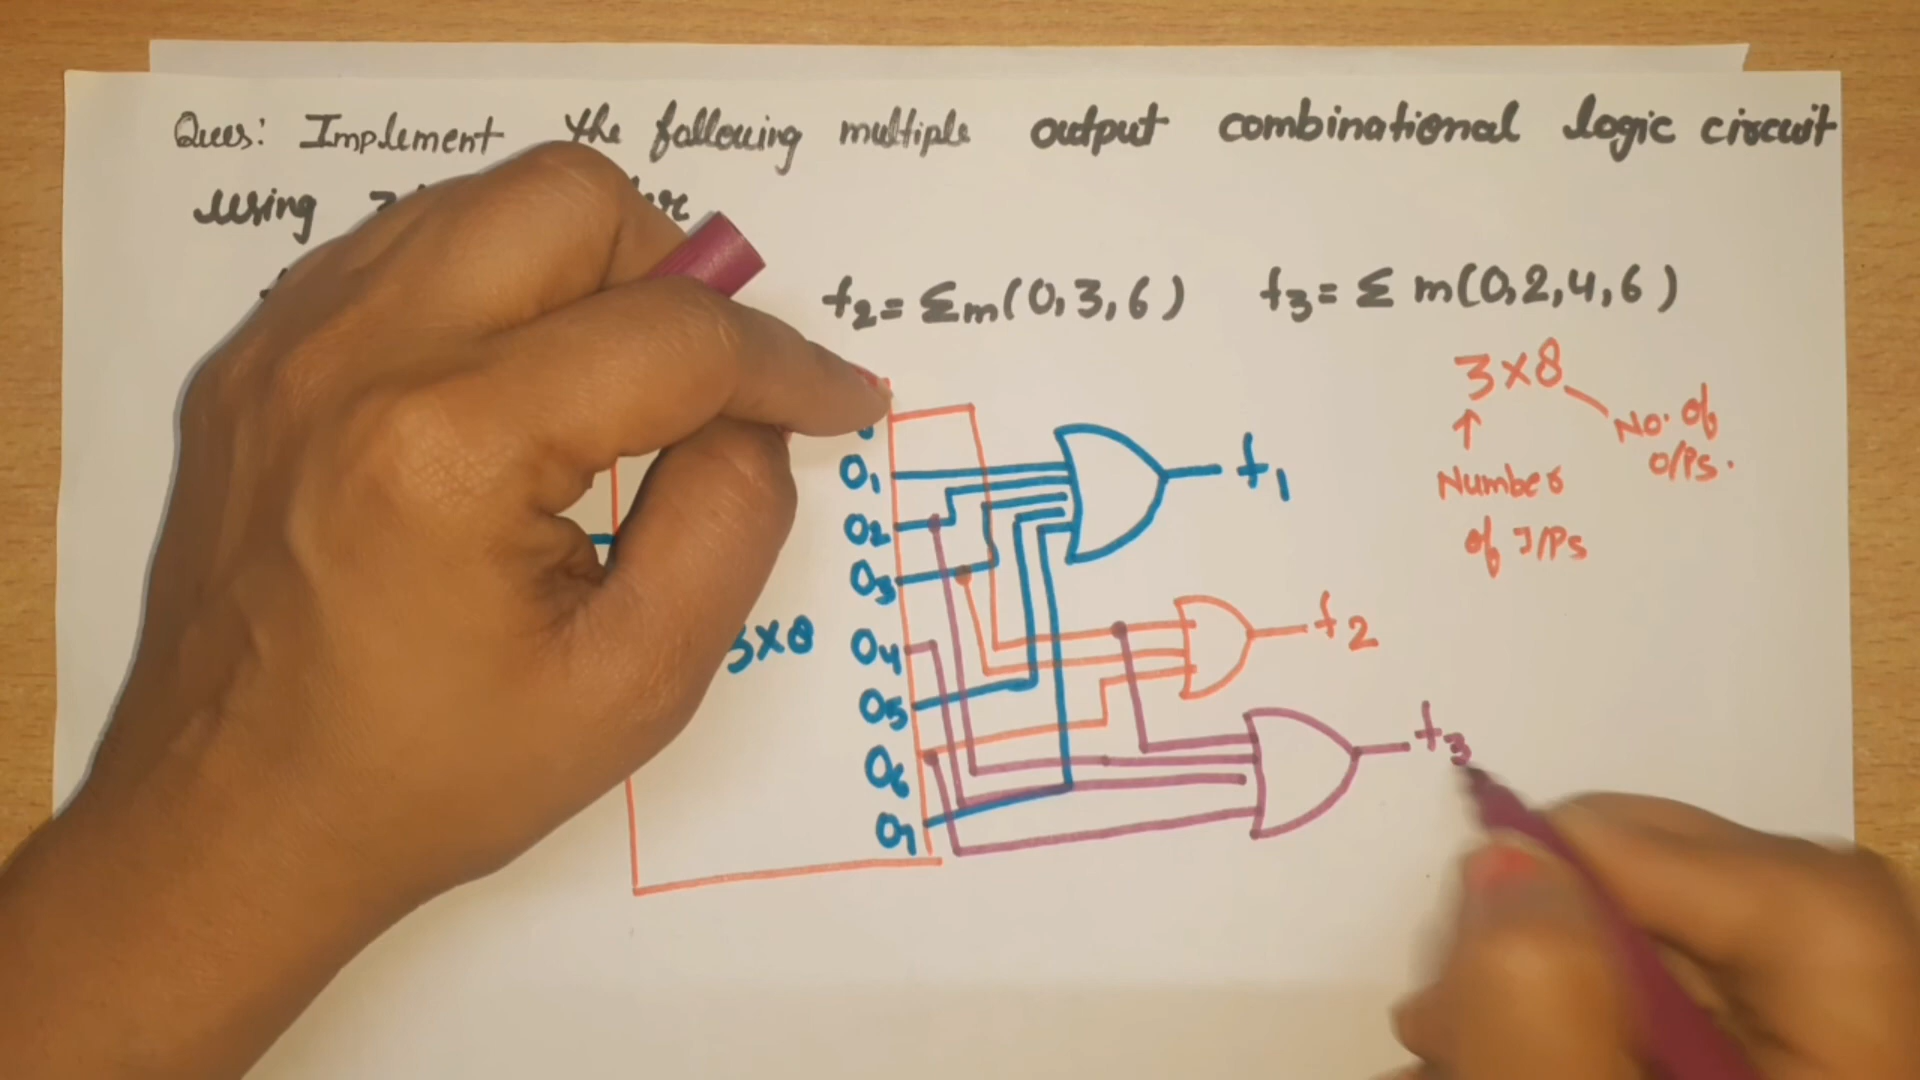 Ques: Implement the following multiple output combinational logic circuit
using
f2 = Σm(0, 3, 6) f3 = Σ m(0,2,4,6)
3×8
No. of
O/Ps.
Number
of I/Ps
O1
f1
O2
O3
3×8
O4
f2
O5
f3
O6
O7